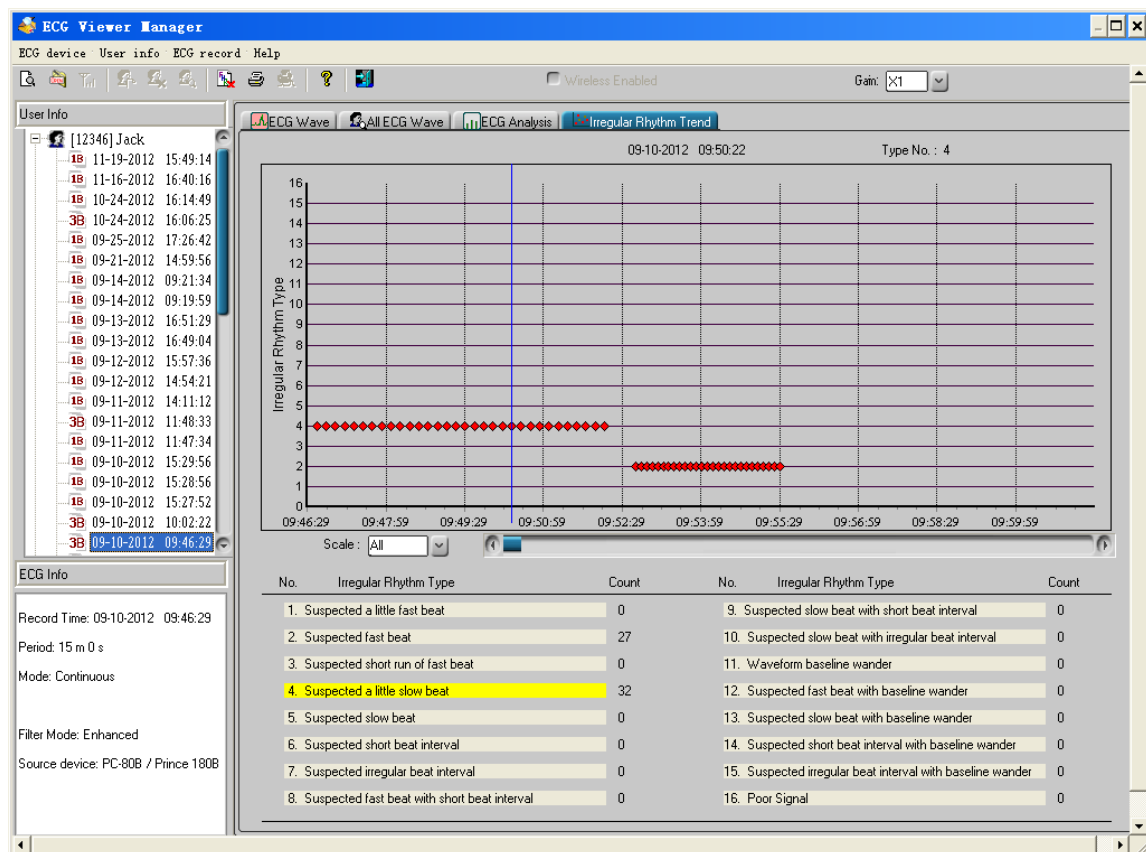 ECG Viewer Manager
ECG device User info ECG record Help
Wireless Enabled
Gain: X1
User Info
[12346] Jack
1B 11-19-2012 15:49:14
1B 11-16-2012 16:40:16
1B 10-24-2012 16:14:49
3B 10-24-2012 16:06:25
1B 09-25-2012 17:26:42
1B 09-21-2012 14:59:56
1B 09-14-2012 09:21:34
1B 09-14-2012 09:19:59
1B 09-13-2012 16:51:29
1B 09-13-2012 16:49:04
1B 09-12-2012 15:57:36
1B 09-12-2012 14:54:21
1B 09-11-2012 14:11:12
3B 09-11-2012 11:48:33
1B 09-11-2012 11:47:34
1B 09-10-2012 15:29:56
1B 09-10-2012 15:28:56
1B 09-10-2012 15:27:52
3B 09-10-2012 10:02:22
3B 09-10-2012 09:46:29
ECG Info
Record Time: 09-10-2012 09:46:29
Period: 15 m 0 s
Mode: Continuous
Filter Mode: Enhanced
Source device: PC-80B / Prince 180B
ECG Wave All ECG Wave ECG Analysis Irregular Rhythm Trend
09-10-2012 09:50:22 Type No. : 4
Irregular Rhythm Type
16
15
14
13
12
11
10
9
8
7
6
5
4
3
2
1
0
09:46:29 09:47:59 09:49:29 09:50:59 09:52:29 09:53:59 09:55:29 09:56:59 09:58:29 09:59:59
Scale : All
No. Irregular Rhythm Type Count No. Irregular Rhythm Type Count
1. Suspected a little fast beat 0 9. Suspected slow beat with short beat interval 0
2. Suspected fast beat 27 10. Suspected slow beat with irregular beat interval 0
3. Suspected short run of fast beat 0 11. Waveform baseline wander 0
4. Suspected a little slow beat 32 12. Suspected fast beat with baseline wander 0
5. Suspected slow beat 0 13. Suspected slow beat with baseline wander 0
6. Suspected short beat interval 0 14. Suspected short beat interval with baseline wander 0
7. Suspected irregular beat interval 0 15. Suspected irregular beat interval with baseline wander 0
8. Suspected fast beat with short beat interval 0 16. Poor Signal 0